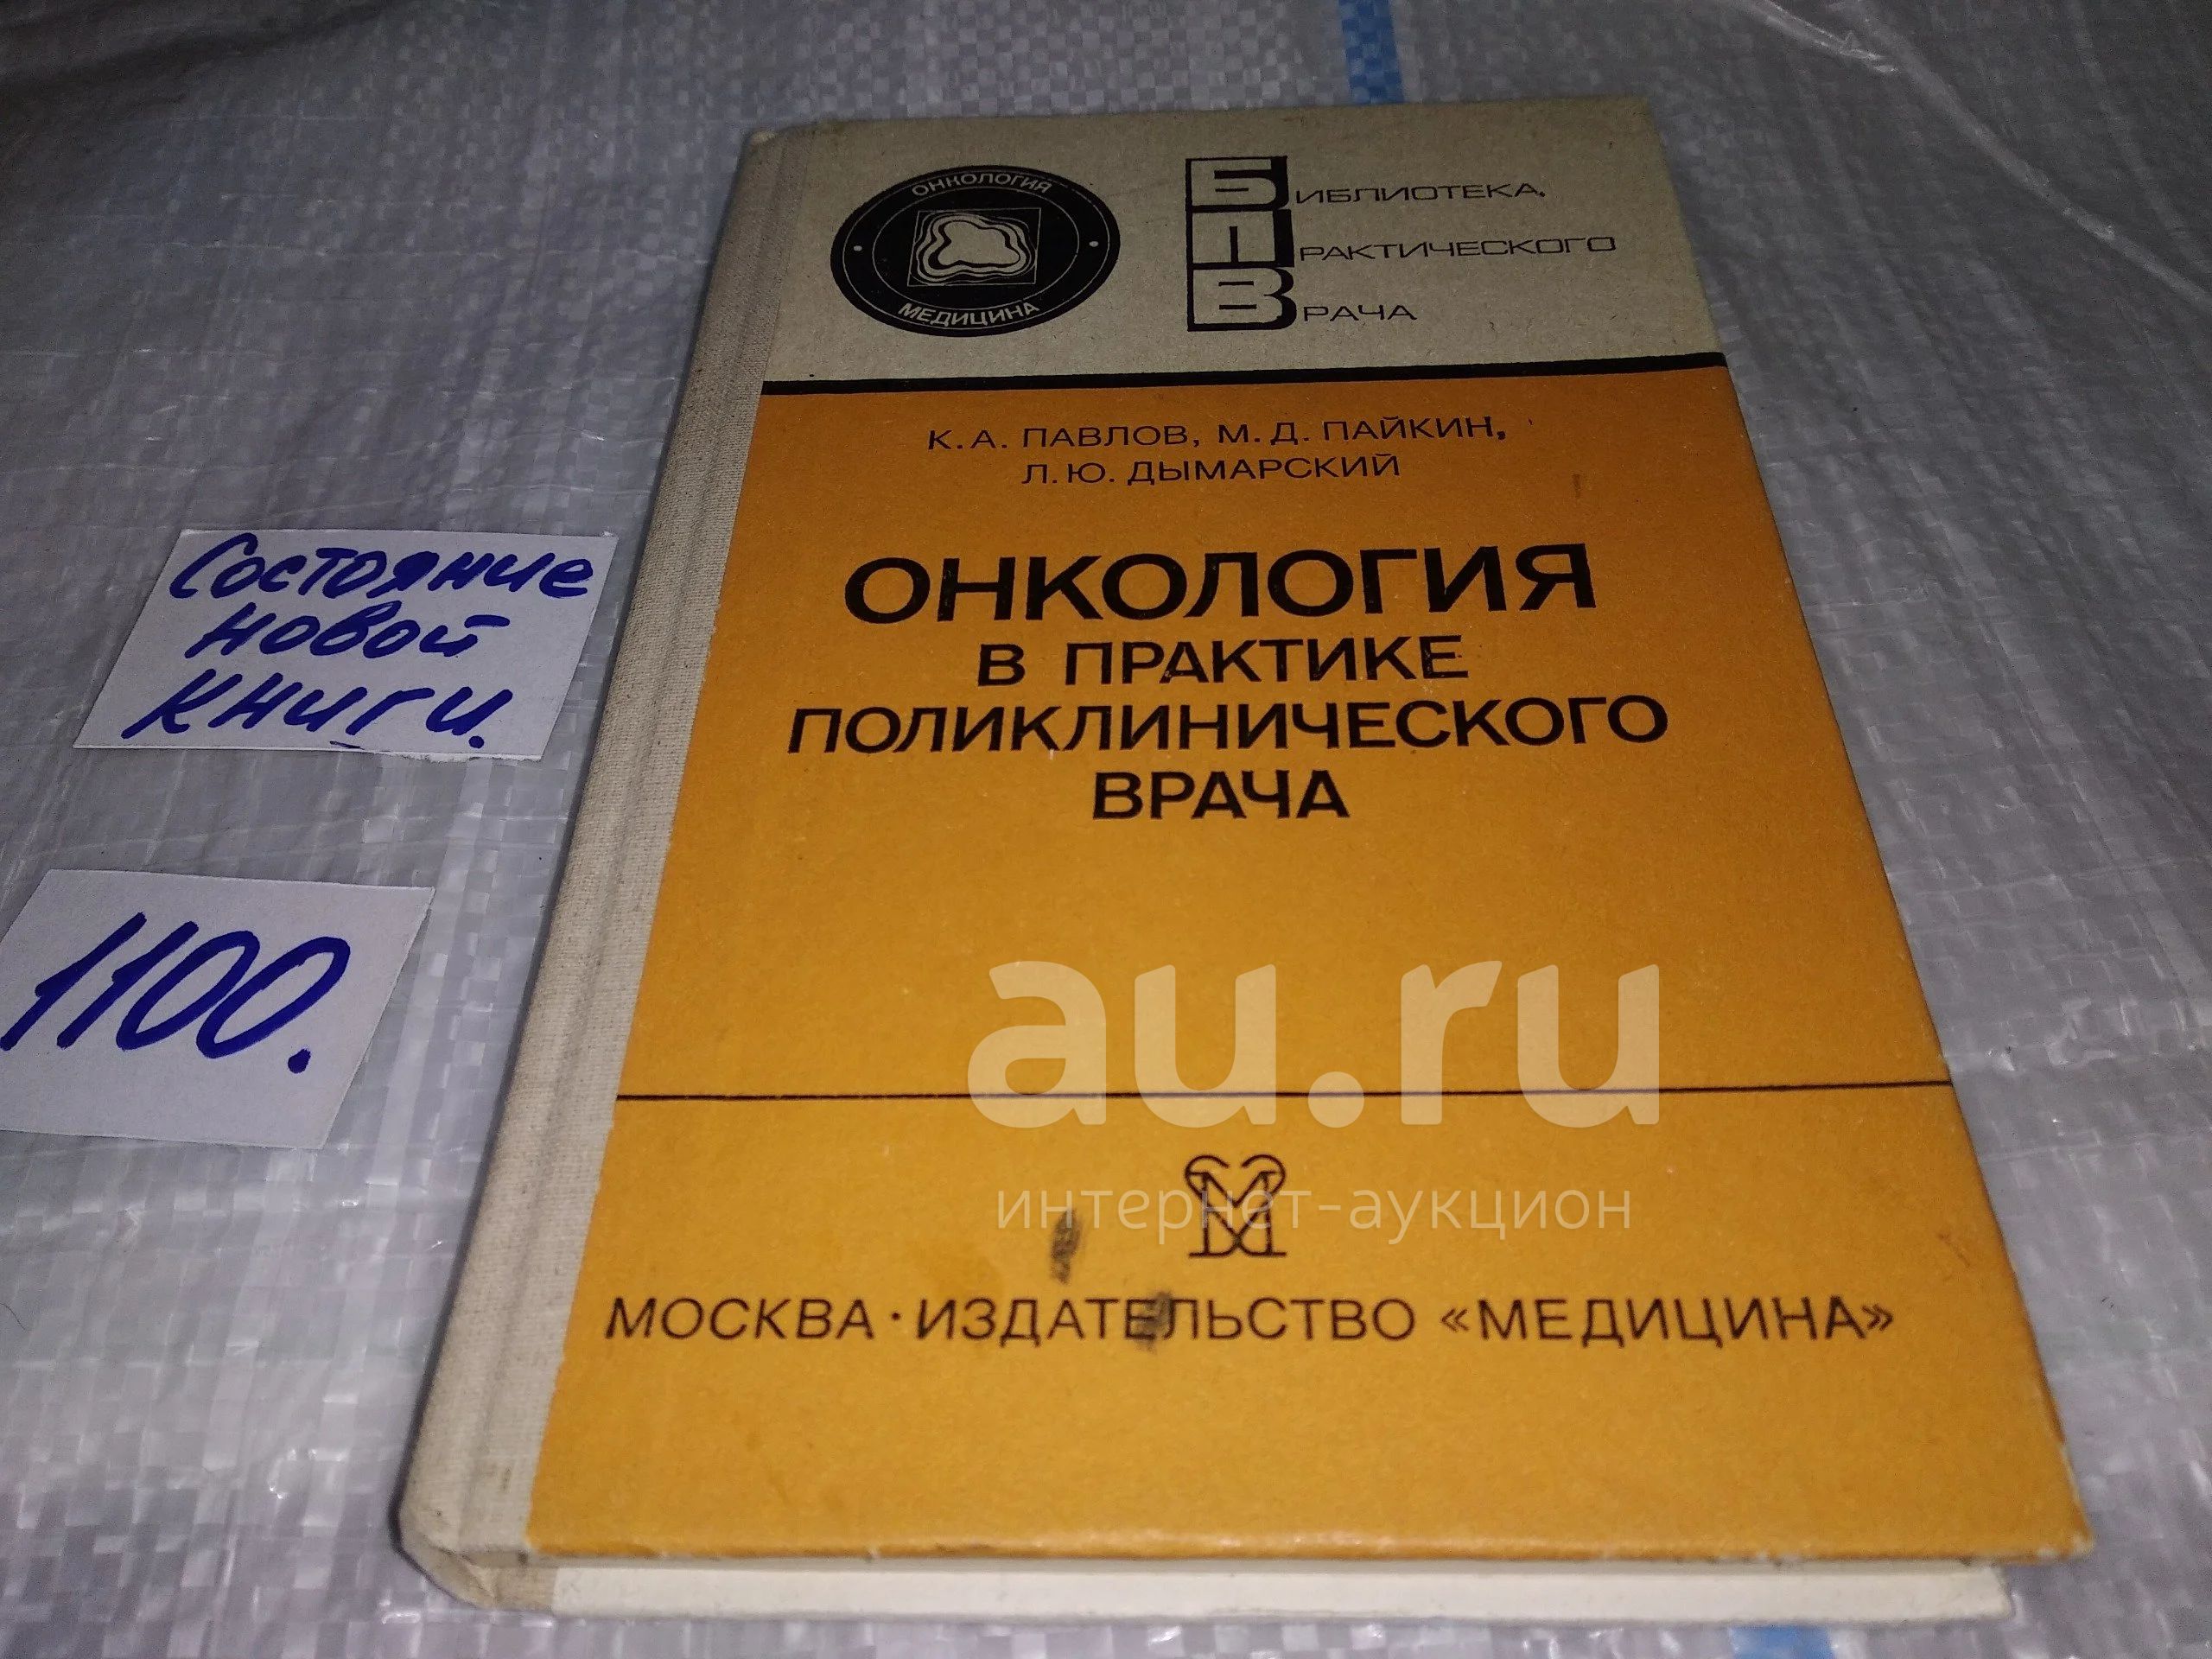 ОНКОЛОГИЯ
МЕДИЦИНА
БИБЛИОТЕКА
ПРАКТИЧЕСКОГО
ВРАЧА
К.А. ПАВЛОВ, М.Д. ПАЙКИН,
Л.Ю. ДЫМАРСКИЙ
ОНКОЛОГИЯ
В ПРАКТИКЕ
ПОЛИКЛИНИЧЕСКОГО
ВРАЧА
Состояние
новой
книги.
1100.
au.ru
интернет-аукцион
МОСКВА · ИЗДАТЕЛЬСТВО «МЕДИЦИНА»